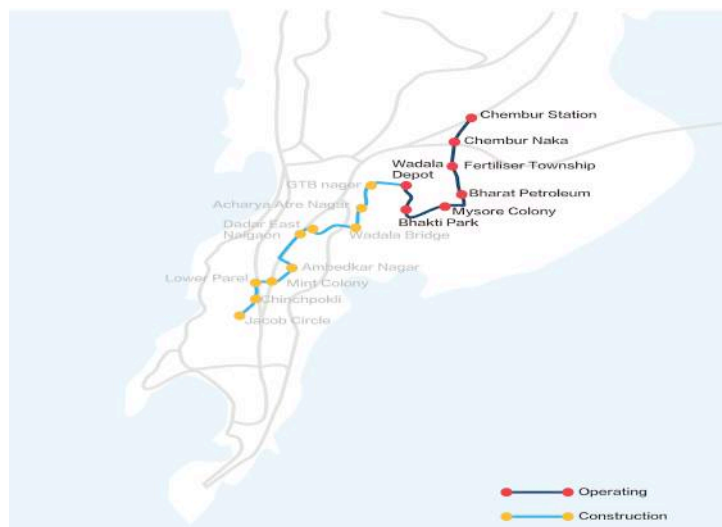 Chembur Station
Chembur Naka
Wadala
Depot
Fertiliser Township
GTB nagar
Bharat Petroleum
Acharya Atre Nagar
Mysore Colony
Bhakti Park
Dadar East
Naigaon
Wadala Bridge
Ambedkar Nagar
Lower Parel
Mint Colony
Chinchpokli
Jacob Circle
Operating
Construction